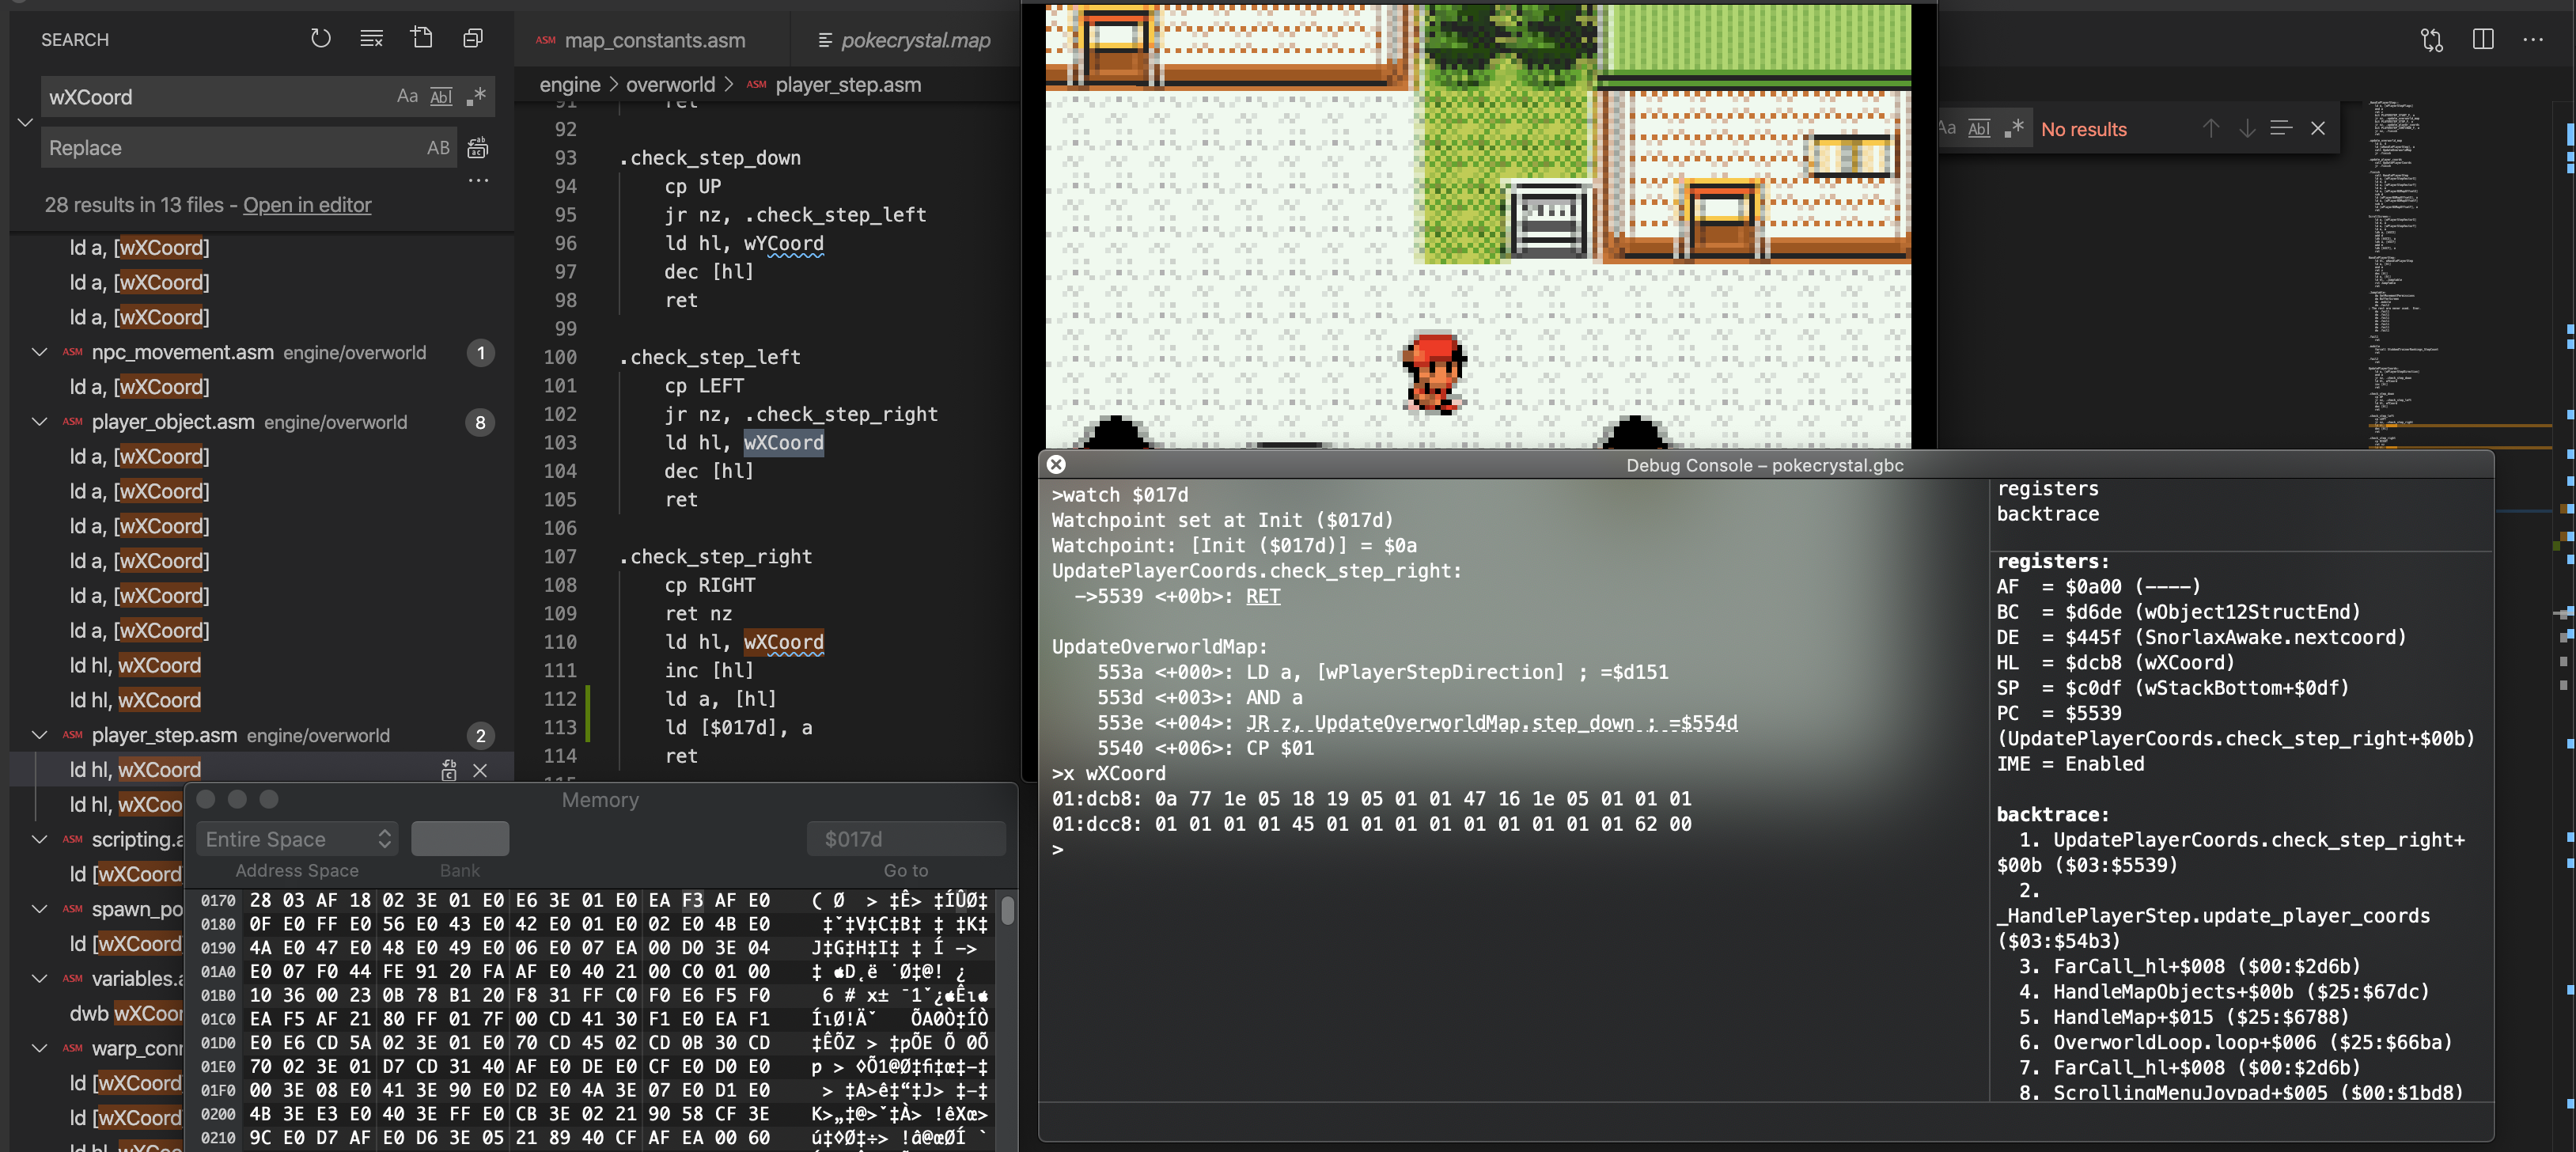 SEARCH
wXCoord
Aa
Abl
.*
Replace
AB
28 results in 13 files - Open in editor
ld a, [wXCoord]
ld a, [wXCoord]
ld a, [wXCoord]
ASM npc_movement.asm engine/overworld 1
ld a, [wXCoord]
ASM player_object.asm engine/overworld 8
ld a, [wXCoord]
ld a, [wXCoord]
ld a, [wXCoord]
ld a, [wXCoord]
ld a, [wXCoord]
ld a, [wXCoord]
ld hl, wXCoord
ld hl, wXCoord
ASM player_step.asm engine/overworld 2
ld hl, wXCoord
ld hl, wXCoo
ASM scripting.a
ld [wXCoord]
ASM spawn_po
ld [wXCoord]
ASM variables.a
dwb wXCoor
ASM warp_conn
ld [wXCoord]
ld [wXCoord]
ASM map_constants.asm
pokecrystal.map
engine > overworld > ASM player_step.asm
91 ret
92
93 .check_step_down
94 cp UP
95 jr nz, .check_step_left
96 ld hl, wYCoord
97 dec [hl]
98 ret
99
100 .check_step_left
101 cp LEFT
102 jr nz, .check_step_right
103 ld hl, wXCoord
104 dec [hl]
105 ret
106
107 .check_step_right
108 cp RIGHT
109 ret nz
110 ld hl, wXCoord
111 inc [hl]
112 ld a, [hl]
113 ld [$017d], a
114 ret
Aa
Abl
.*
No results
Memory
Entire Space
$017d
Address Space
Bank
Go to
0170 28 03 AF 18 02 3E 01 E0 E6 3E 01 E0 EA F3 AF E0
0180 0F E0 FF E0 56 E0 43 E0 42 E0 01 E0 02 E0 4B E0
0190 4A E0 47 E0 48 E0 49 E0 06 E0 07 EA 00 D0 3E 04
01A0 E0 07 F0 44 FE 91 20 FA AF E0 40 21 00 C0 01 00
01B0 10 36 00 23 0B 78 B1 20 F8 31 FF C0 F0 E6 F5 F0
01C0 EA F5 AF 21 80 FF 01 7F 00 CD 41 30 F1 E0 EA F1
01D0 E0 E6 CD 5A 02 3E 01 E0 70 CD 45 02 CD 0B 30 CD
01E0 70 02 3E 01 D7 CD 31 40 AF E0 DE E0 CF E0 D0 E0
01F0 00 3E 08 E0 41 3E 90 E0 D2 E0 4A 3E 07 E0 D1 E0
0200 4B 3E E3 E0 40 3E FF E0 CB 3E 02 21 90 58 CF 3E
0210 9C E0 D7 AF E0 D6 3E 05 21 89 40 CF AF EA 00 60
Debug Console – pokecrystal.gbc
>watch $017d
Watchpoint set at Init ($017d)
Watchpoint: [Init ($017d)] = $0a
UpdatePlayerCoords.check_step_right:
->5539 <+00b>: RET
UpdateOverworldMap:
553a <+000>: LD a, [wPlayerStepDirection] ; =$d151
553d <+003>: AND a
553e <+004>: JR z, UpdateOverworldMap.step_down ; =$554d
5540 <+006>: CP $01
>x wXCoord
01:dcb8: 0a 77 1e 05 18 19 05 01 01 47 16 1e 05 01 01 01
01:dcc8: 01 01 01 01 45 01 01 01 01 01 01 01 01 01 62 00
>
registers
backtrace
registers:
AF = $0a00 (----)
BC = $d6de (wObject12StructEnd)
DE = $445f (SnorlaxAwake.nextcoord)
HL = $dcb8 (wXCoord)
SP = $c0df (wStackBottom+$0df)
PC = $5539
(UpdatePlayerCoords.check_step_right+$00b)
IME = Enabled
backtrace:
1. UpdatePlayerCoords.check_step_right+
$00b ($03:$5539)
2.
_HandlePlayerStep.update_player_coords
($03:$54b3)
3. FarCall_hl+$008 ($00:$2d6b)
4. HandleMapObjects+$00b ($25:$67dc)
5. HandleMap+$015 ($25:$6788)
6. OverworldLoop.loop+$006 ($25:$66ba)
7. FarCall_hl+$008 ($00:$2d6b)
8. ScrollingMenuJoypad+$005 ($00:$1bd8)